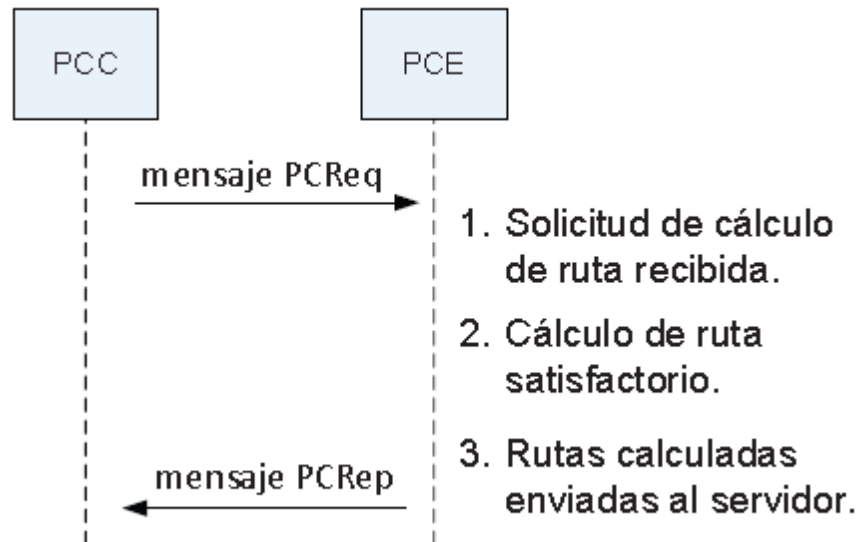 PCC
PCE
mensaje PCReq
1. Solicitud de cálculo
de ruta recibida.
2. Cálculo de ruta
satisfactorio.
3. Rutas calculadas
enviadas al servidor.
mensaje PCRep